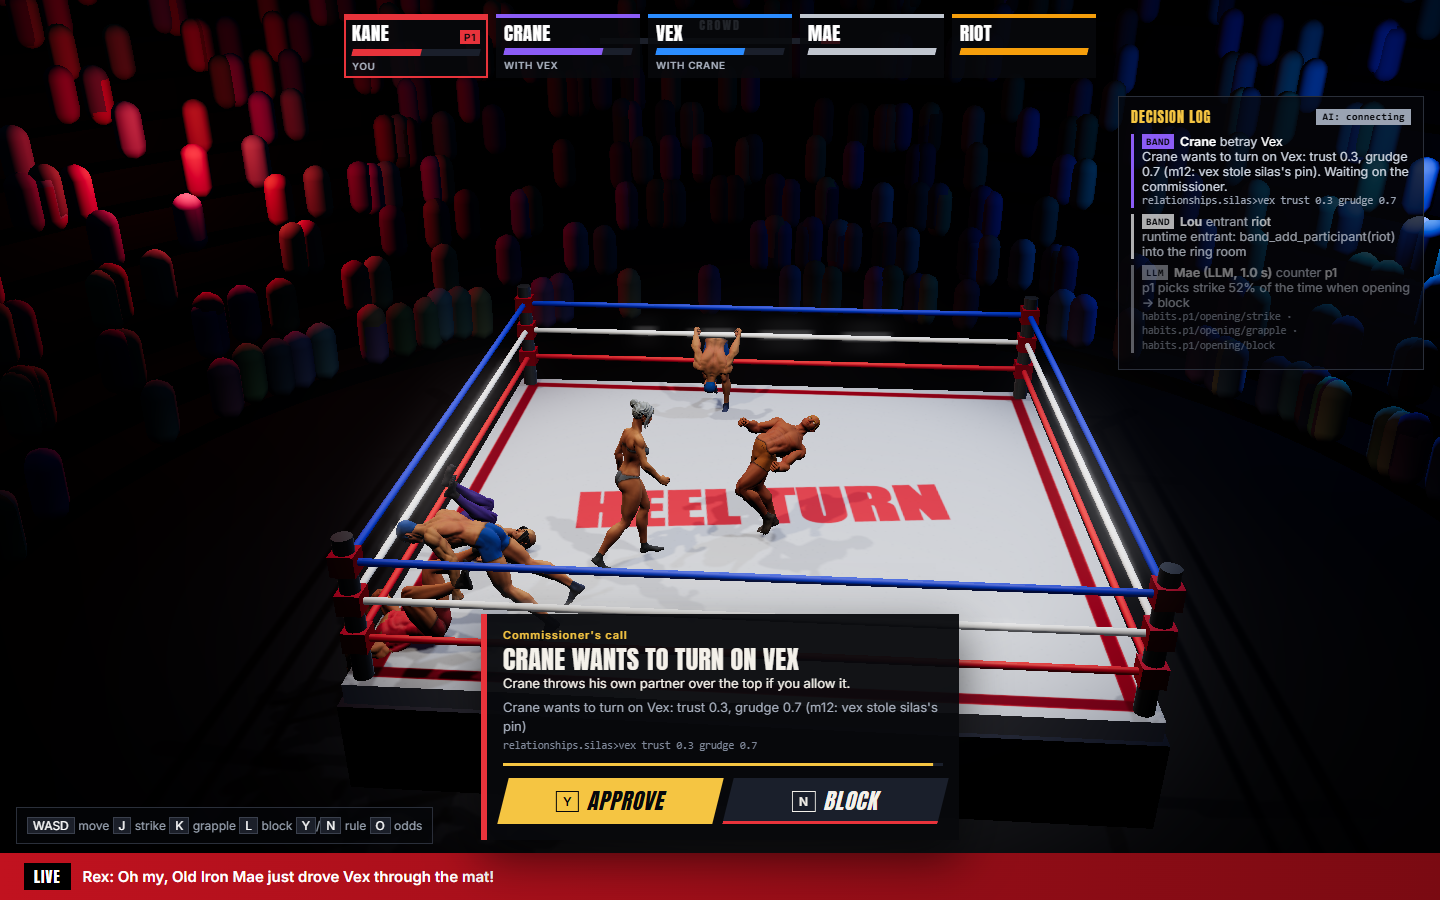 KANE
P1
YOU
CRANE
WITH VEX
CROWD
VEX
WITH CRANE
MAE
RIOT
DECISION LOG
AI: connecting
BAND Crane betray Vex
Crane wants to turn on Vex: trust 0.3, grudge
0.7 (m12: vex stole silas's pin). Waiting on the
commissioner.
relationships.silas>vex trust 0.3 grudge 0.7
BAND Lou entrant riot
runtime entrant: band_add_participant(riot)
into the ring room
LLM Mae (LLM, 1.0 s) counter p1
p1 picks strike 52% of the time when opening
→ block
habits.p1/opening/strike ·
habits.p1/opening/grapple ·
habits.p1/opening/block
HEEL TURN
Commissioner's call
CRANE WANTS TO TURN ON VEX
Crane throws his own partner over the top if you allow it.
Crane wants to turn on Vex: trust 0.3, grudge 0.7 (m12: vex stole silas's
pin)
relationships.silas>vex trust 0.3 grudge 0.7
Y APPROVE
N BLOCK
WASD move J strike K grapple L block Y/N rule O odds
LIVE Rex: Oh my, Old Iron Mae just drove Vex through the mat!